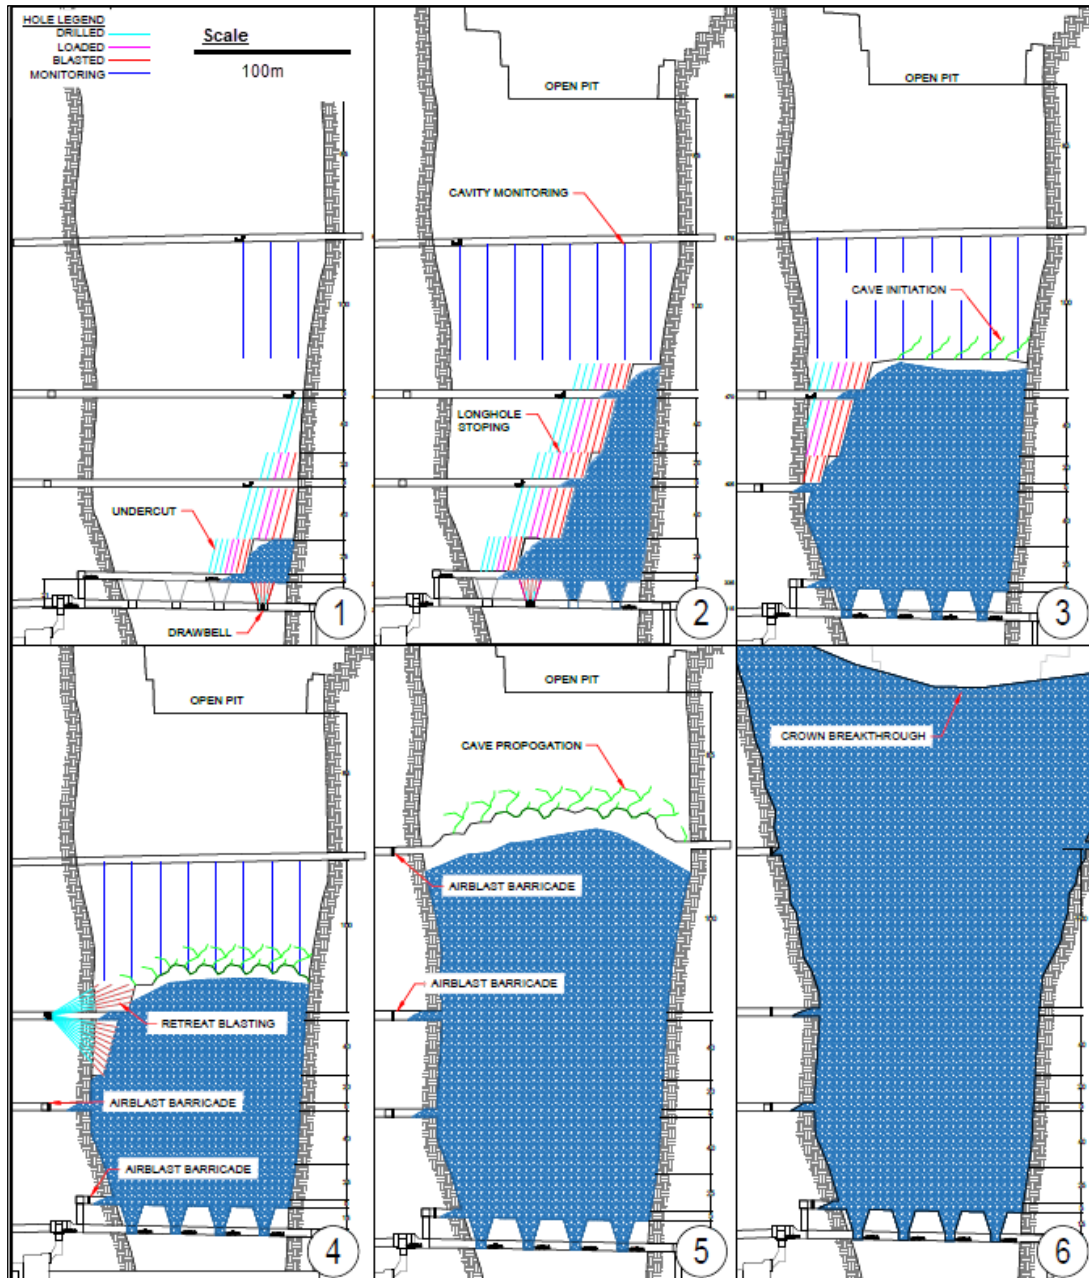 HOLE LEGEND
DRILLED
LOADED
BLASTED
MONITORING
Scale
100m
UNDERCUT
DRAWBELL
1
OPEN PIT
CAVITY MONITORING
LONGHOLE
STOPING
2
OPEN PIT
CAVE INITIATION
3
OPEN PIT
RETREAT BLASTING
AIRBLAST BARRICADE
AIRBLAST BARRICADE
4
OPEN PIT
CAVE PROPOGATION
AIRBLAST BARRICADE
AIRBLAST BARRICADE
5
CROWN BREAKTHROUGH
6